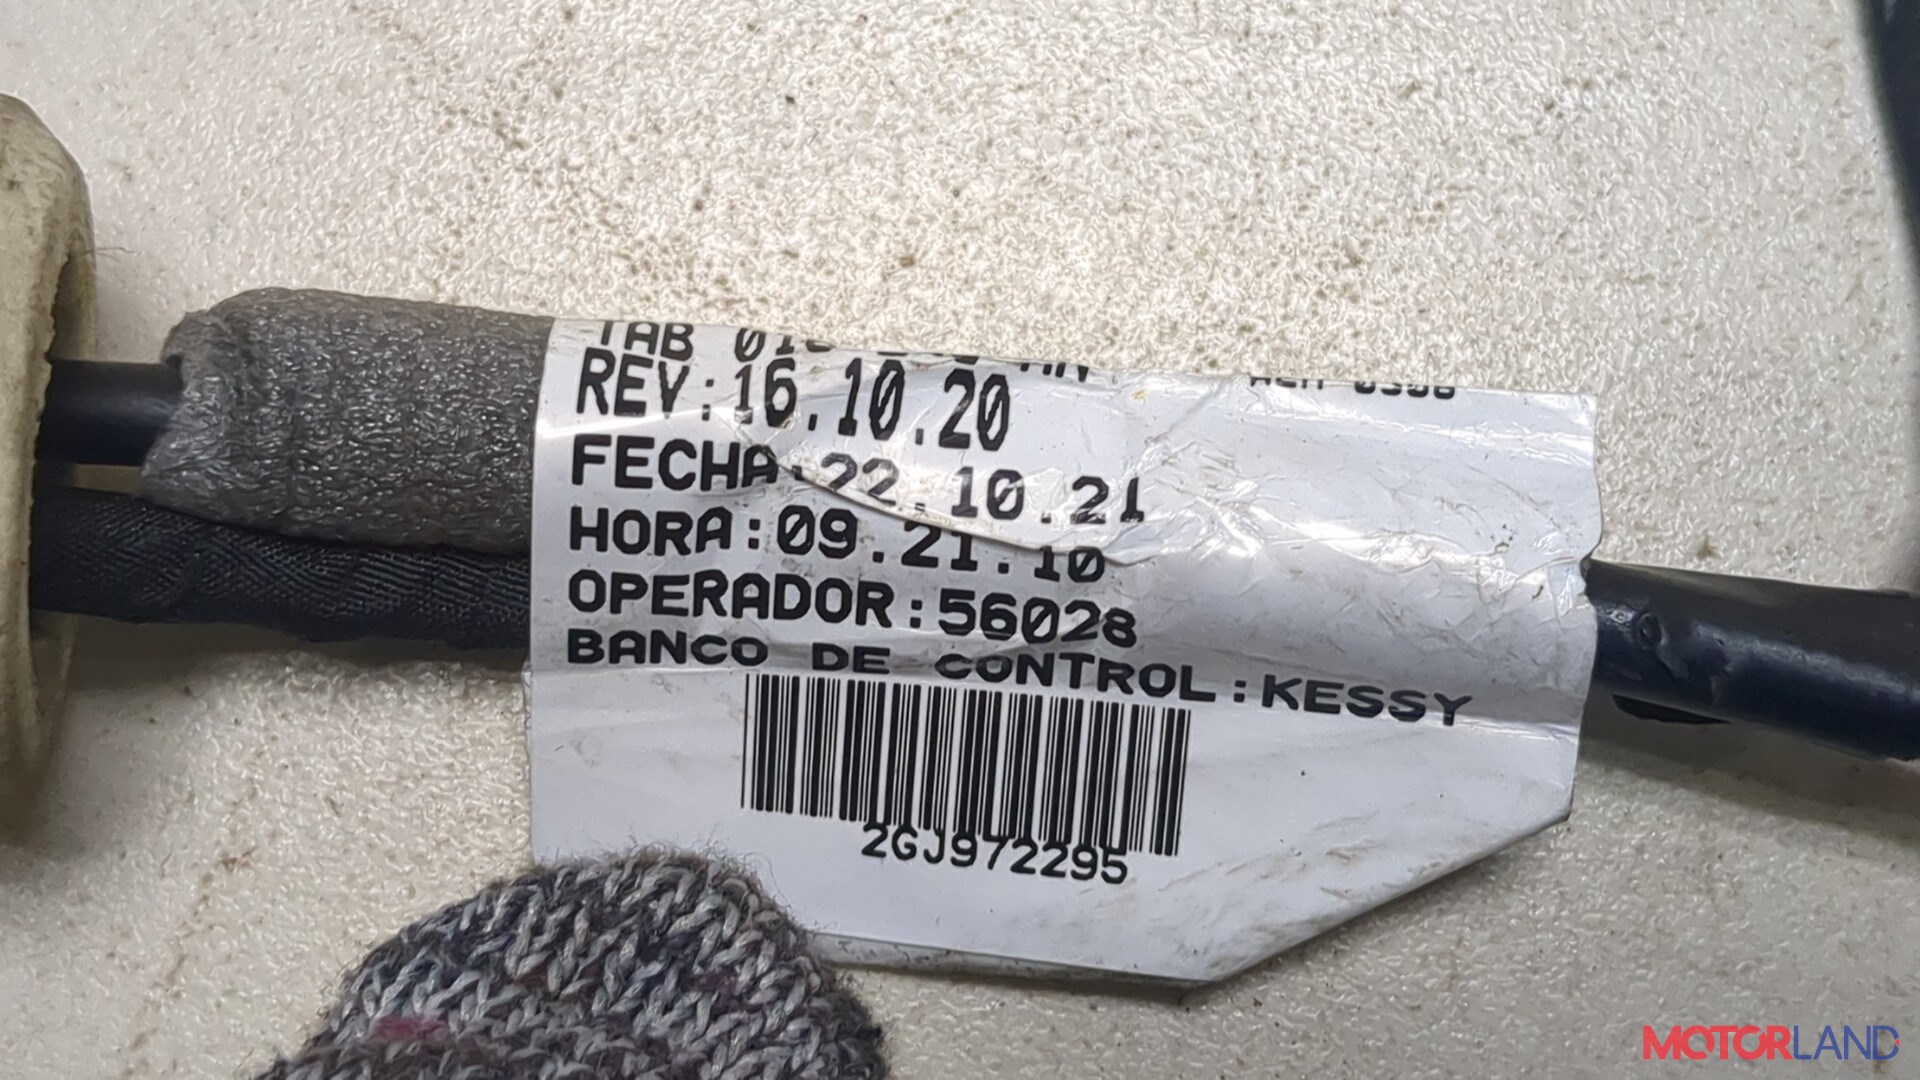 TAB
REV:16.10.20
FECHA:22.10.21
HORA:09.21.10
OPERADOR:56028
BANCO DE CONTROL:KESSY
2GJ972295
MOTORLAND